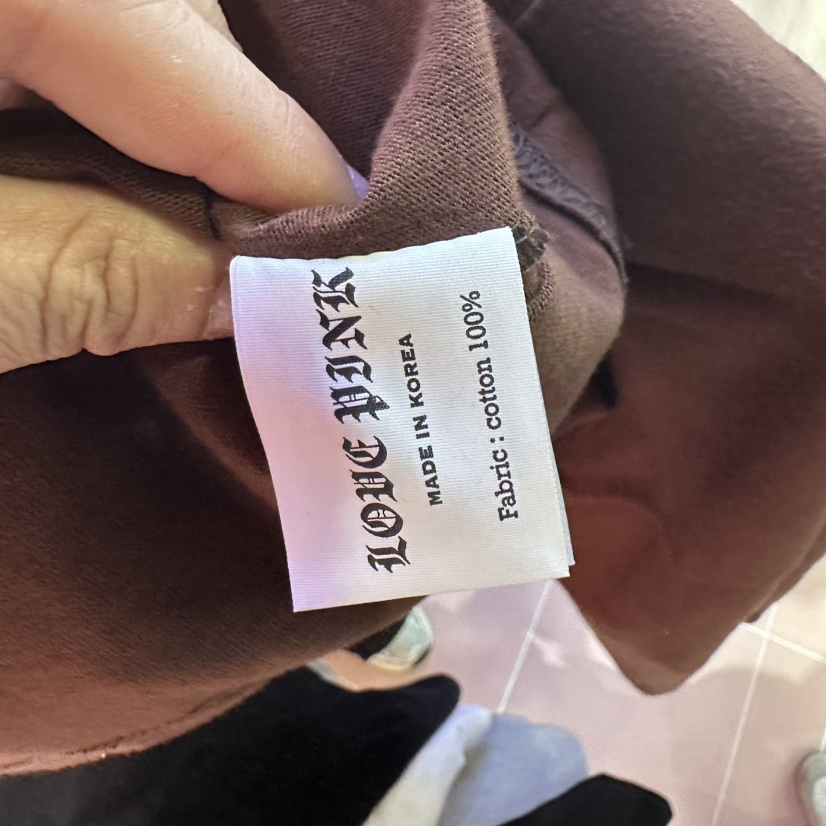 LOVE PINK
MADE IN KOREA
Fabric : cotton 100%